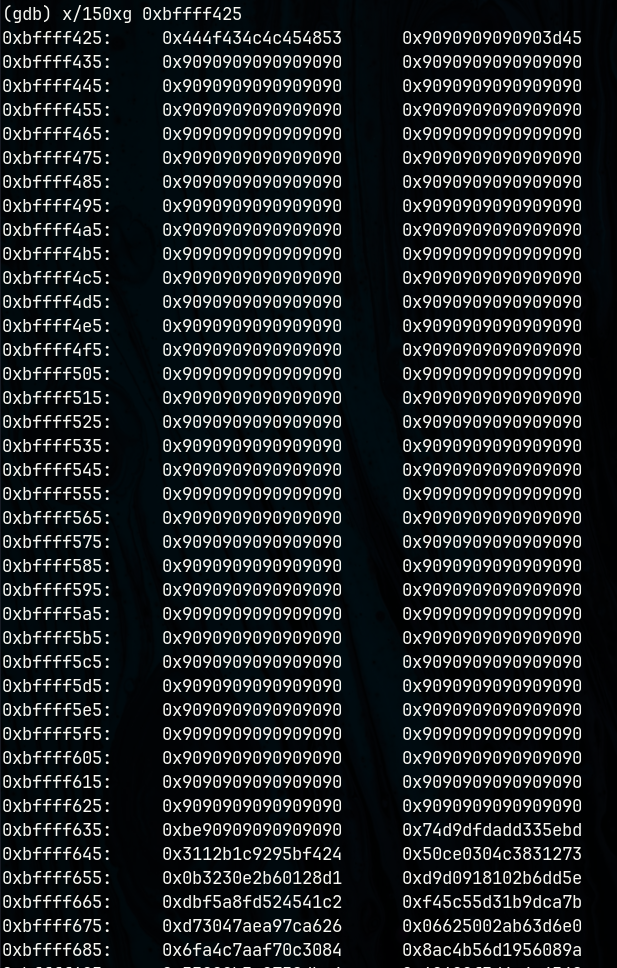 (gdb) x/150xg 0xbffff425
0xbffff425: 0x444f434c4c454853 0x9090909090903d45
0xbffff435: 0x9090909090909090 0x9090909090909090
0xbffff445: 0x9090909090909090 0x9090909090909090
0xbffff455: 0x9090909090909090 0x9090909090909090
0xbffff465: 0x9090909090909090 0x9090909090909090
0xbffff475: 0x9090909090909090 0x9090909090909090
0xbffff485: 0x9090909090909090 0x9090909090909090
0xbffff495: 0x9090909090909090 0x9090909090909090
0xbffff4a5: 0x9090909090909090 0x9090909090909090
0xbffff4b5: 0x9090909090909090 0x9090909090909090
0xbffff4c5: 0x9090909090909090 0x9090909090909090
0xbffff4d5: 0x9090909090909090 0x9090909090909090
0xbffff4e5: 0x9090909090909090 0x9090909090909090
0xbffff4f5: 0x9090909090909090 0x9090909090909090
0xbffff505: 0x9090909090909090 0x9090909090909090
0xbffff515: 0x9090909090909090 0x9090909090909090
0xbffff525: 0x9090909090909090 0x9090909090909090
0xbffff535: 0x9090909090909090 0x9090909090909090
0xbffff545: 0x9090909090909090 0x9090909090909090
0xbffff555: 0x9090909090909090 0x9090909090909090
0xbffff565: 0x9090909090909090 0x9090909090909090
0xbffff575: 0x9090909090909090 0x9090909090909090
0xbffff585: 0x9090909090909090 0x9090909090909090
0xbffff595: 0x9090909090909090 0x9090909090909090
0xbffff5a5: 0x9090909090909090 0x9090909090909090
0xbffff5b5: 0x9090909090909090 0x9090909090909090
0xbffff5c5: 0x9090909090909090 0x9090909090909090
0xbffff5d5: 0x9090909090909090 0x9090909090909090
0xbffff5e5: 0x9090909090909090 0x9090909090909090
0xbffff5f5: 0x9090909090909090 0x9090909090909090
0xbffff605: 0x9090909090909090 0x9090909090909090
0xbffff615: 0x9090909090909090 0x9090909090909090
0xbffff625: 0x9090909090909090 0x9090909090909090
0xbffff635: 0xbe90909090909090 0x74d9dfdadd335ebd
0xbffff645: 0x3112b1c9295bf424 0x50ce0304c3831273
0xbffff655: 0x0b3230e2b60128d1 0xd9d0918102b6dd5e
0xbffff665: 0xdbf5a8fd524541c2 0xf45c55d31b9dca7b
0xbffff675: 0xd73047aea97ca626 0x06625002ab63d6e0
0xbffff685: 0x6fa4c7aaf70c3084 0x8ac4b56d1956089a